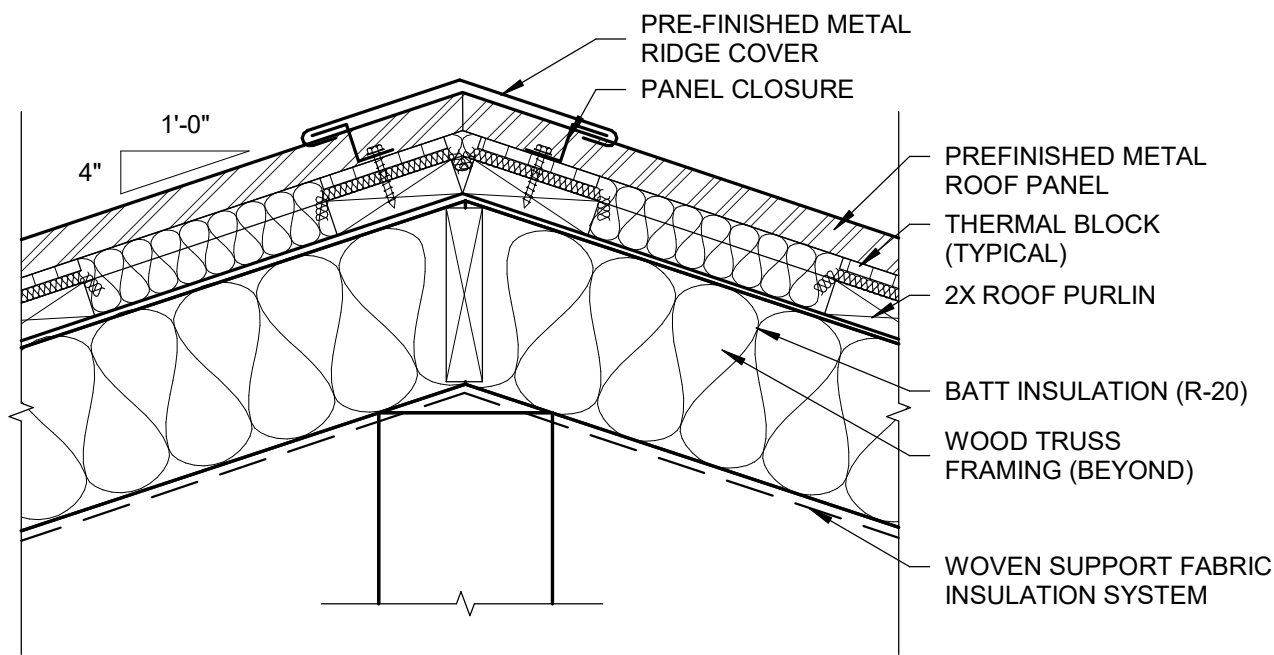 PRE-FINISHED METAL
RIDGE COVER
PANEL CLOSURE
1'-0"
4"
PREFINISHED METAL
ROOF PANEL
THERMAL BLOCK
(TYPICAL)
2X ROOF PURLIN
BATT INSULATION (R-20)
WOOD TRUSS
FRAMING (BEYOND)
WOVEN SUPPORT FABRIC
INSULATION SYSTEM